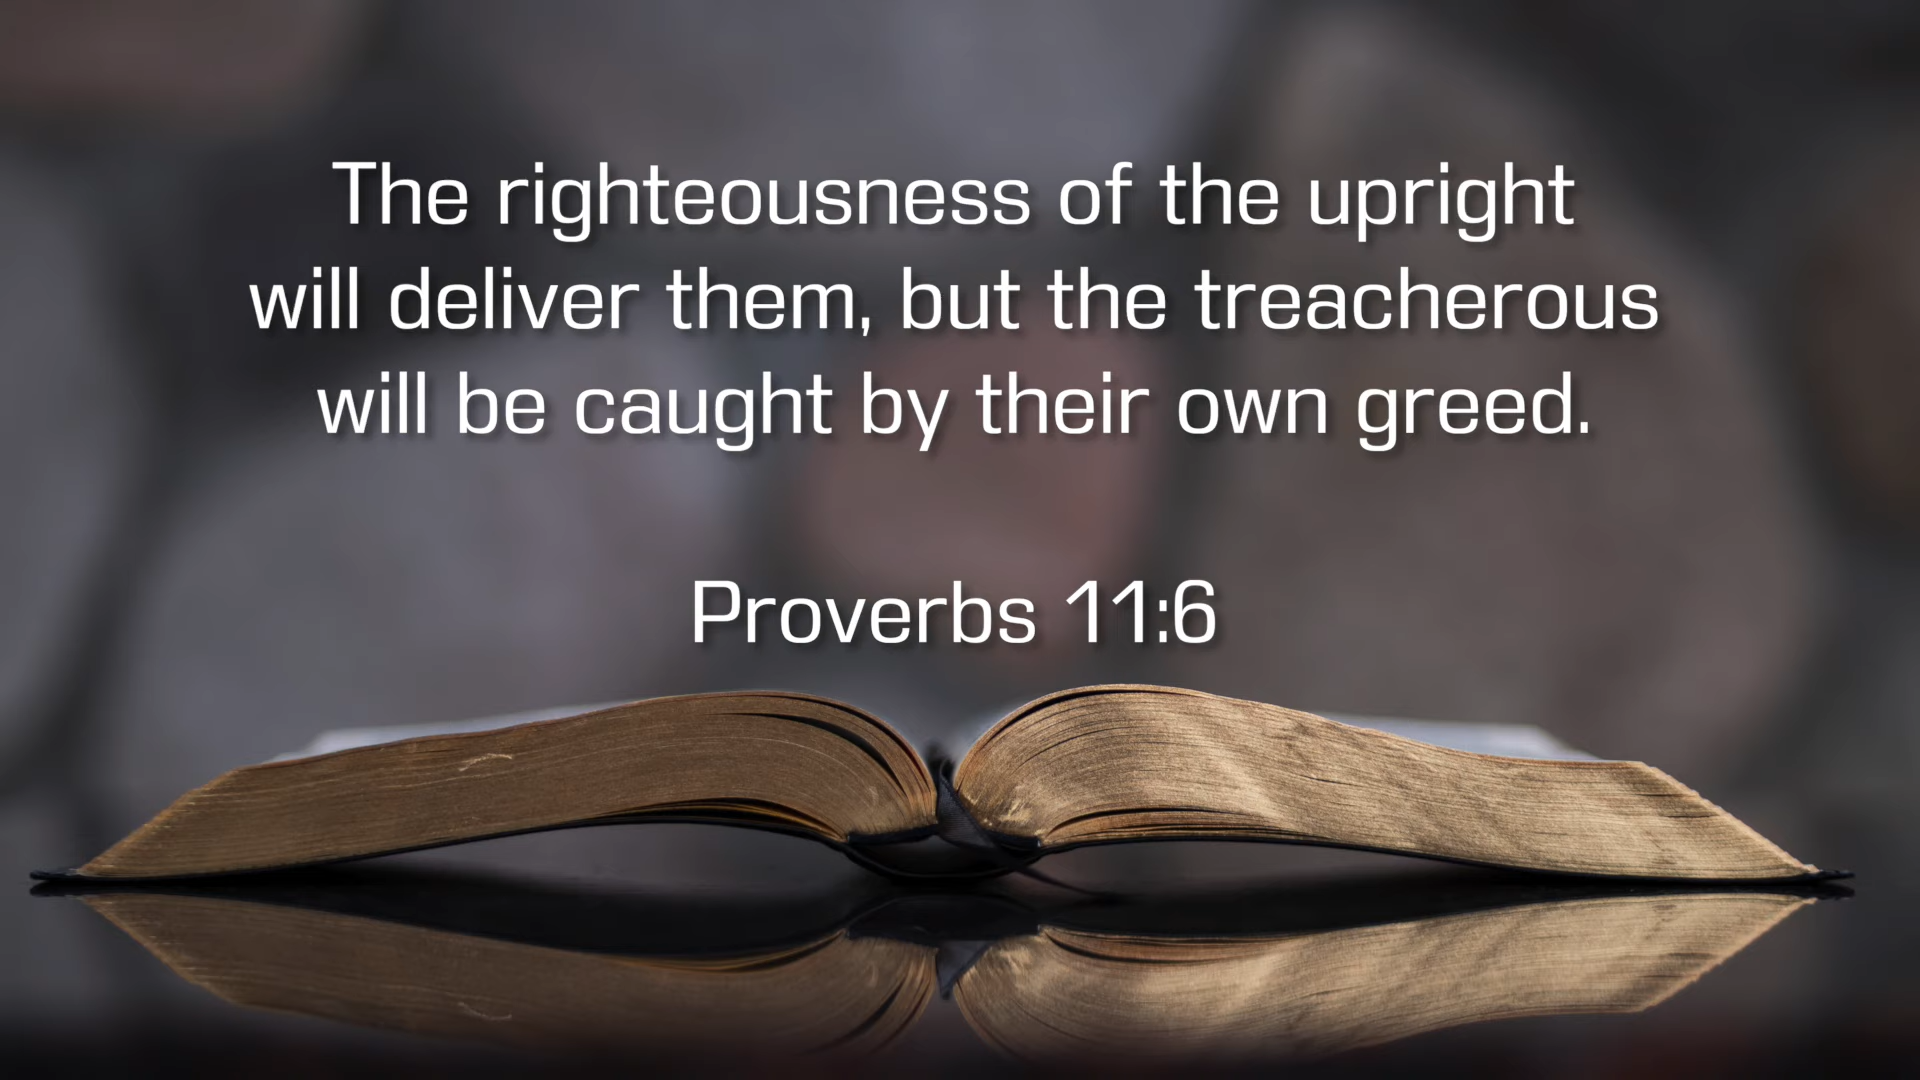 The righteousness of the upright
will deliver them, but the treacherous
will be caught by their own greed.
Proverbs 11:6